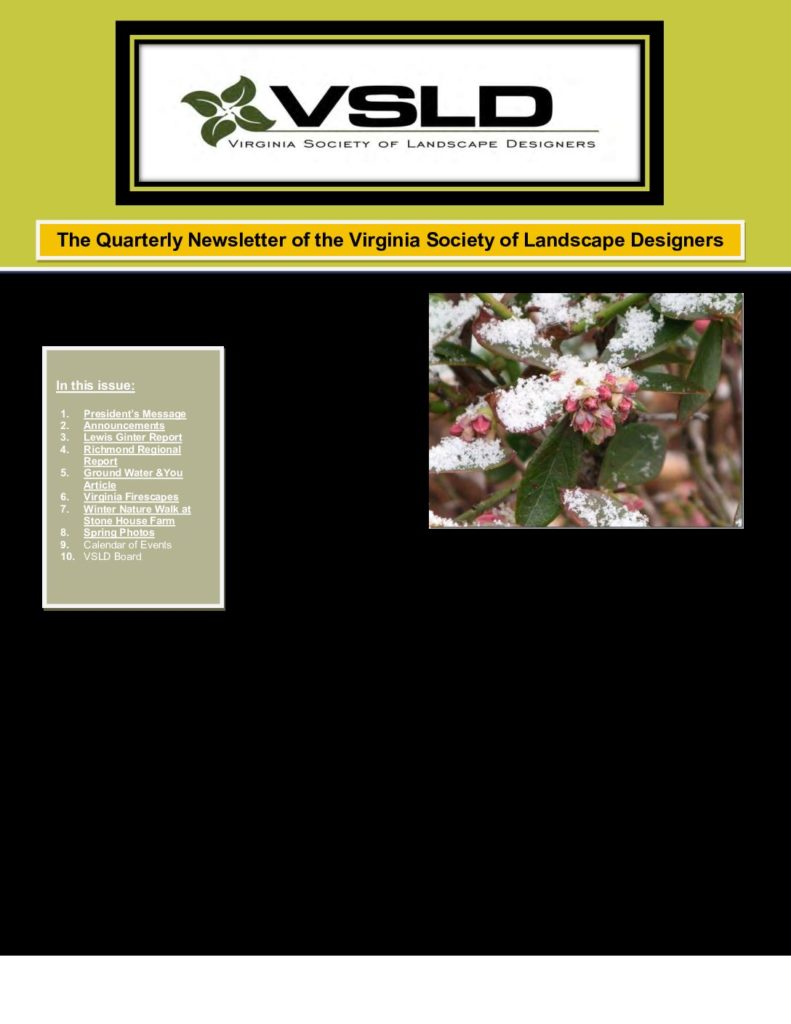 VSLD
VIRGINIA SOCIETY OF LANDSCAPE DESIGNERS
The Quarterly Newsletter of the Virginia Society of Landscape Designers
In this issue:
1. President's Message
2. Announcements
3. Lewis Ginter Report
4. Richmond Regional
Report
5. Ground Water &You
Article
6. Virginia Firescapes
7. Winter Nature Walk at
Stone House Farm
8. Spring Photos
9. Calendar of Events
10. VSLD Board